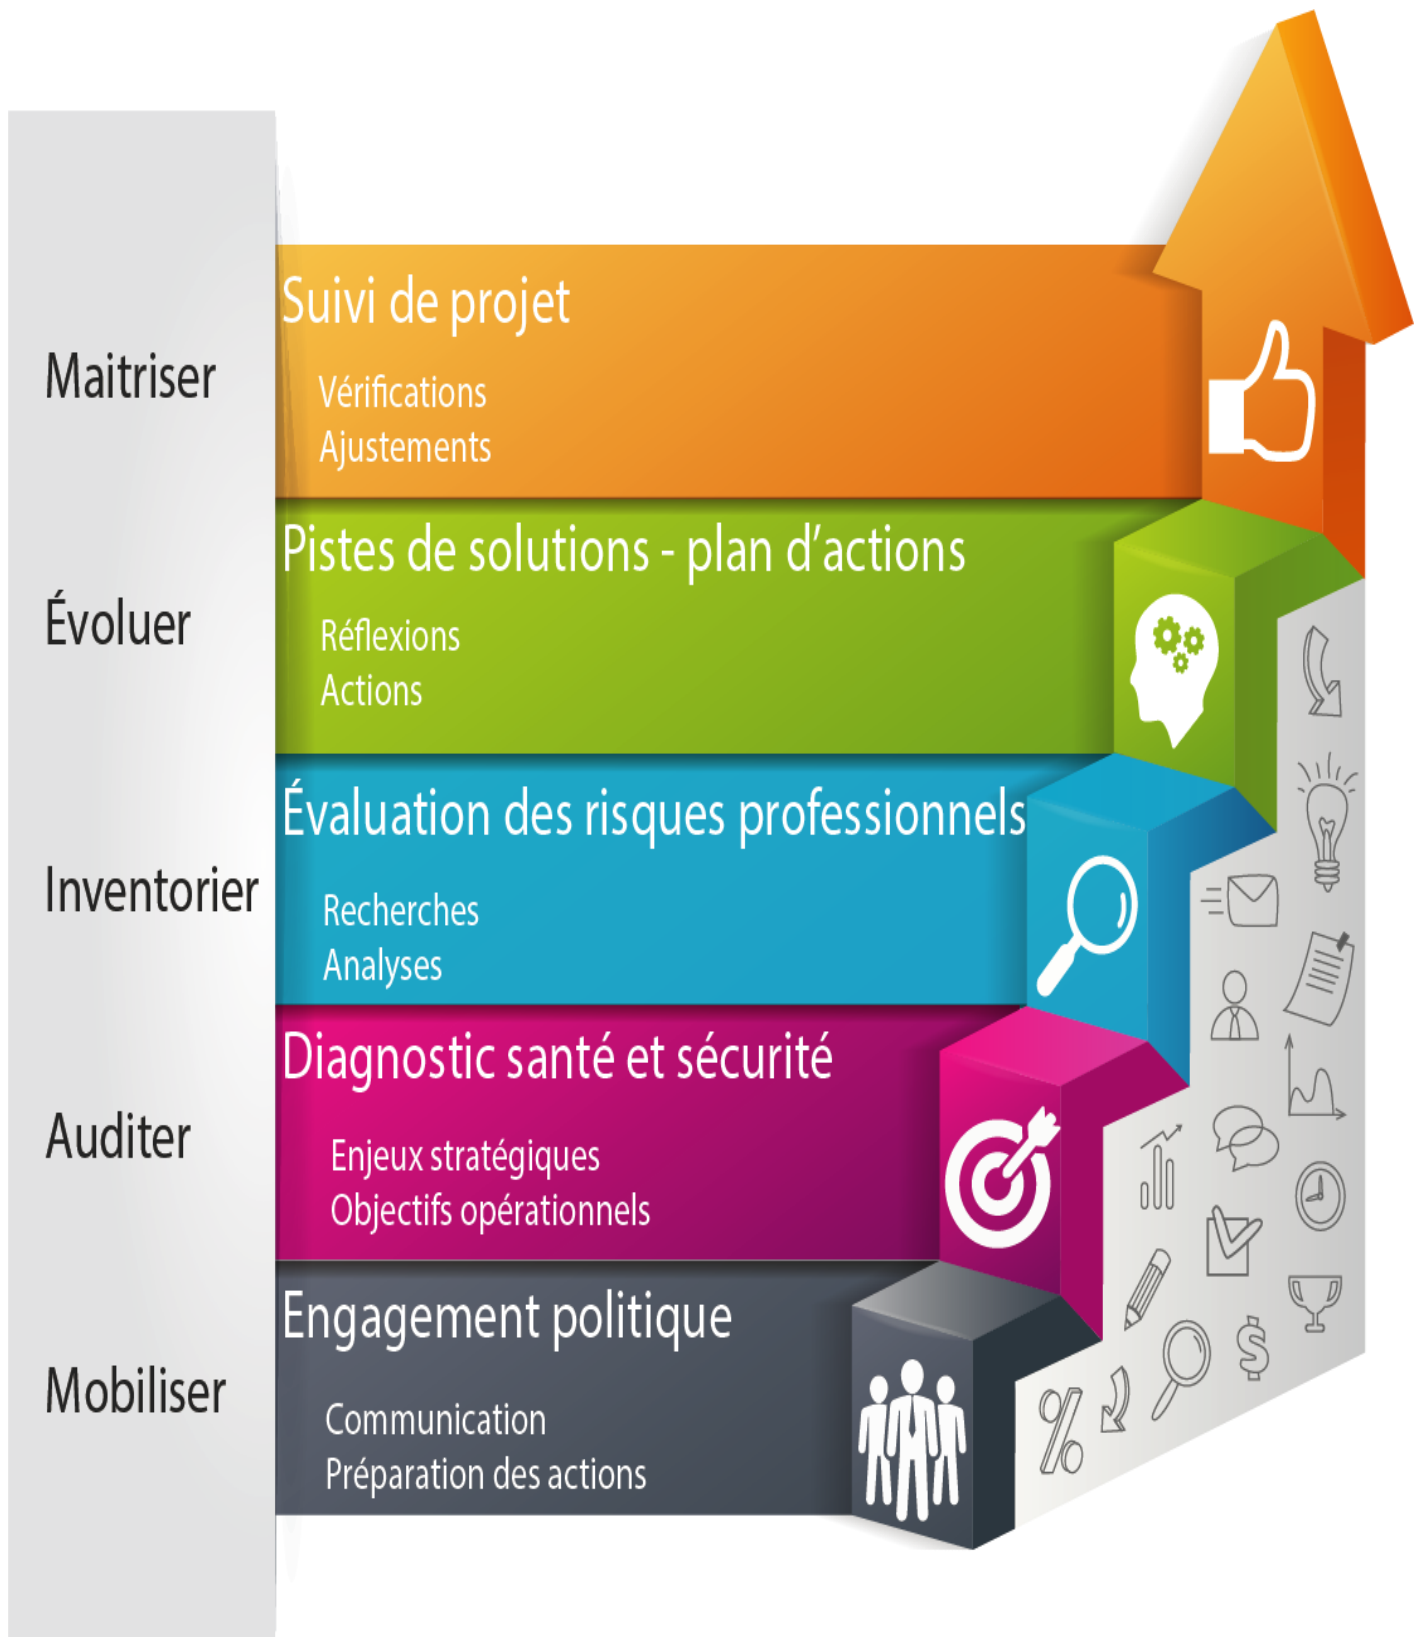 Suivi de projet
Maitriser
Vérifications
Ajustements
Pistes de solutions - plan d’actions
Évoluer
Réflexions
Actions
Évaluation des risques professionnels
Inventorier
Recherches
Analyses
Diagnostic santé et sécurité
Auditer
Enjeux stratégiques
Objectifs opérationnels
Engagement politique
Mobiliser
Communication
Préparation des actions
%
$